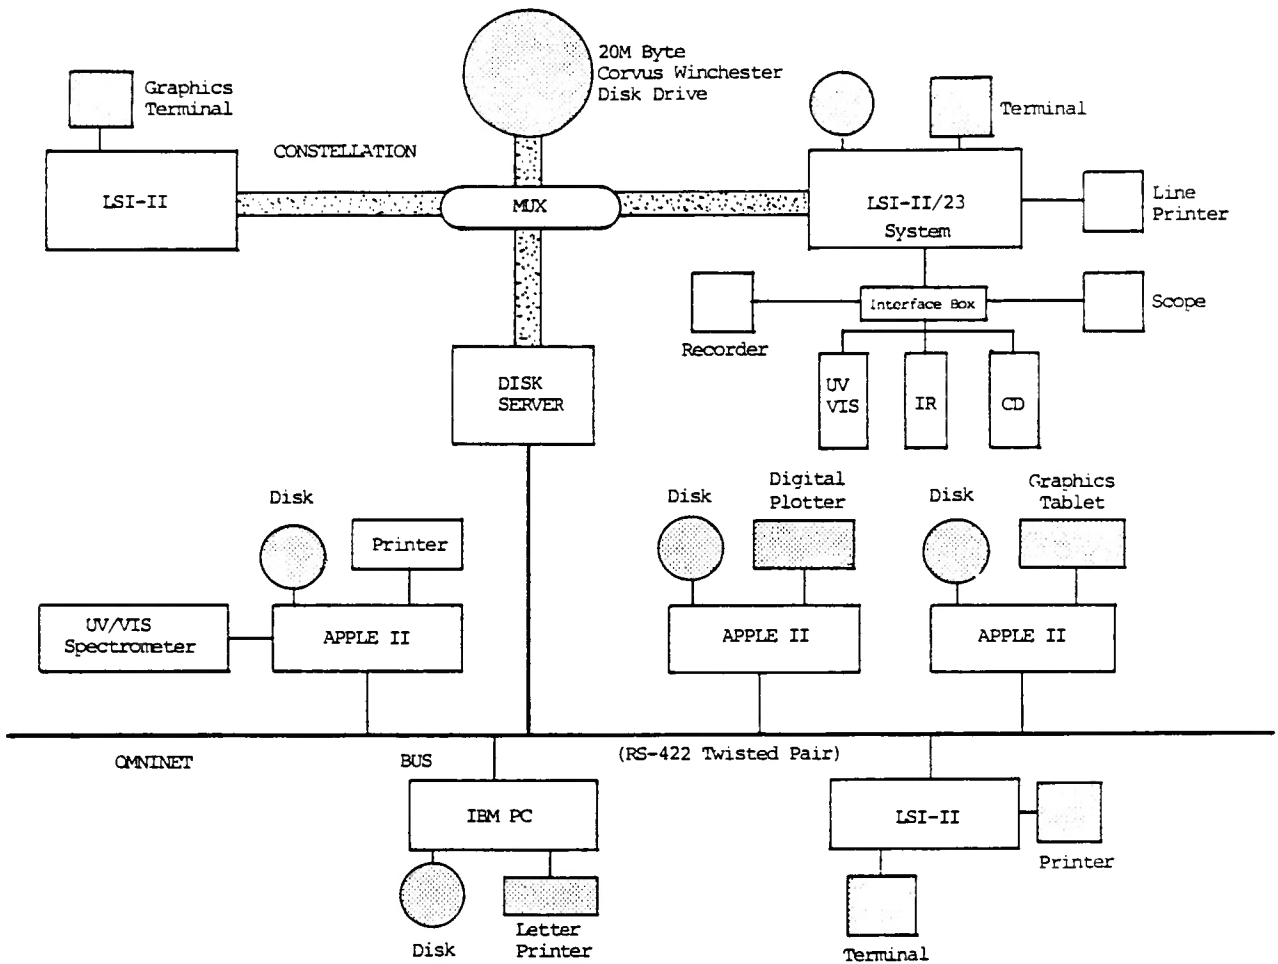 20M Byte
Corvus Winchester
Disk Drive
Graphics
Terminal
Terminal
CONSTELLATION
LSI-II
MUX
LSI-II/23
System
Line
Printer
Interface Box
Recorder
Scope
UV
VIS
IR
CD
DISK
SERVER
Disk
Printer
UV/VIS
Spectrometer
APPLE II
Disk
Digital
Plotter
APPLE II
Disk
Graphics
Tablet
APPLE II
OMNINET
BUS
(RS-422 Twisted Pair)
IBM PC
Disk
Letter
Printer
LSI-II
Printer
Terminal